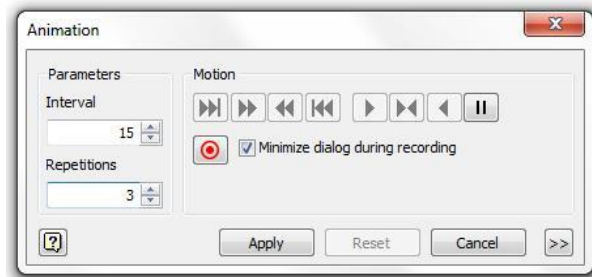 Animation
Parameters
Motion
Interval
15
Minimize dialog during recording
Repetitions
3
Apply
Reset
Cancel
>>